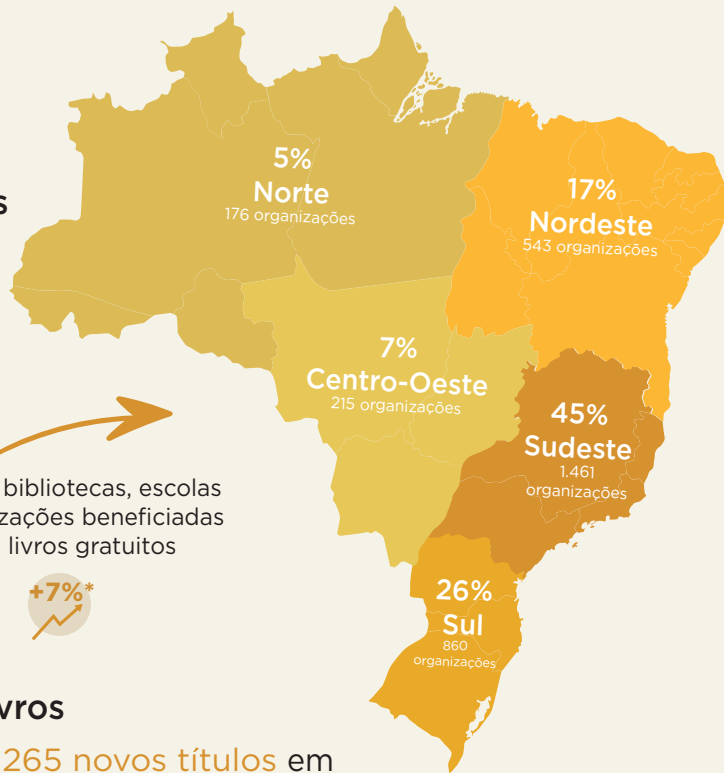 5%
Norte
176 organizações
17%
Nordeste
543 organizações
7%
Centro-Oeste
215 organizações
45%
Sudeste
1.461
organizações
bibliotecas, escolas
zações beneficiadas
livros gratuitos
+7%*
26%
Sul
860
organizações
vros
265 novos títulos em